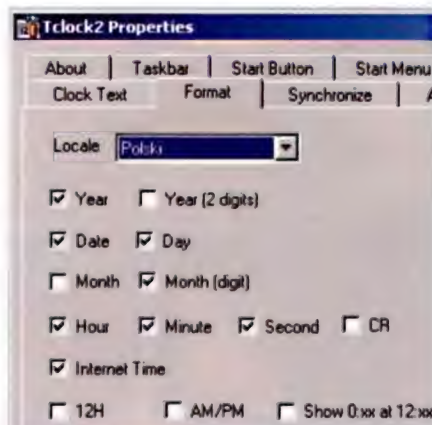 Tclock2 Properties
About Taskbar Start Button Start Menu
Clock Text Format Synchronize
Locale Polski
Year Year (2 digits)
Date Day
Month Month (digit)
Hour Minute Second CR
Internet Time
12H AM/PM Show 0:xx at 12:xx